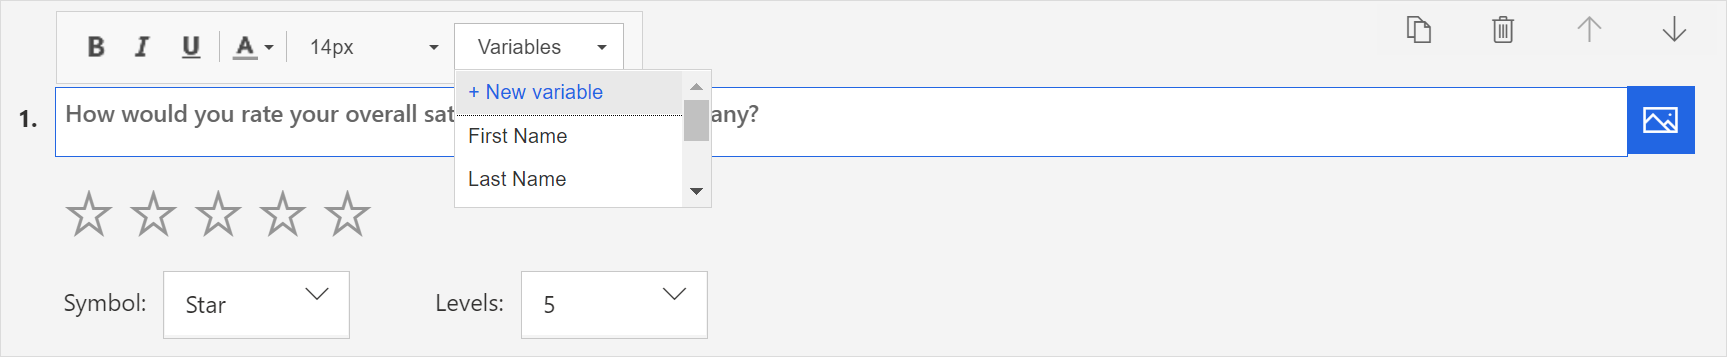 B I U A 14px Variables
+ New variable
1. How would you rate your overall sat any?
First Name
Last Name
Symbol: Star Levels: 5